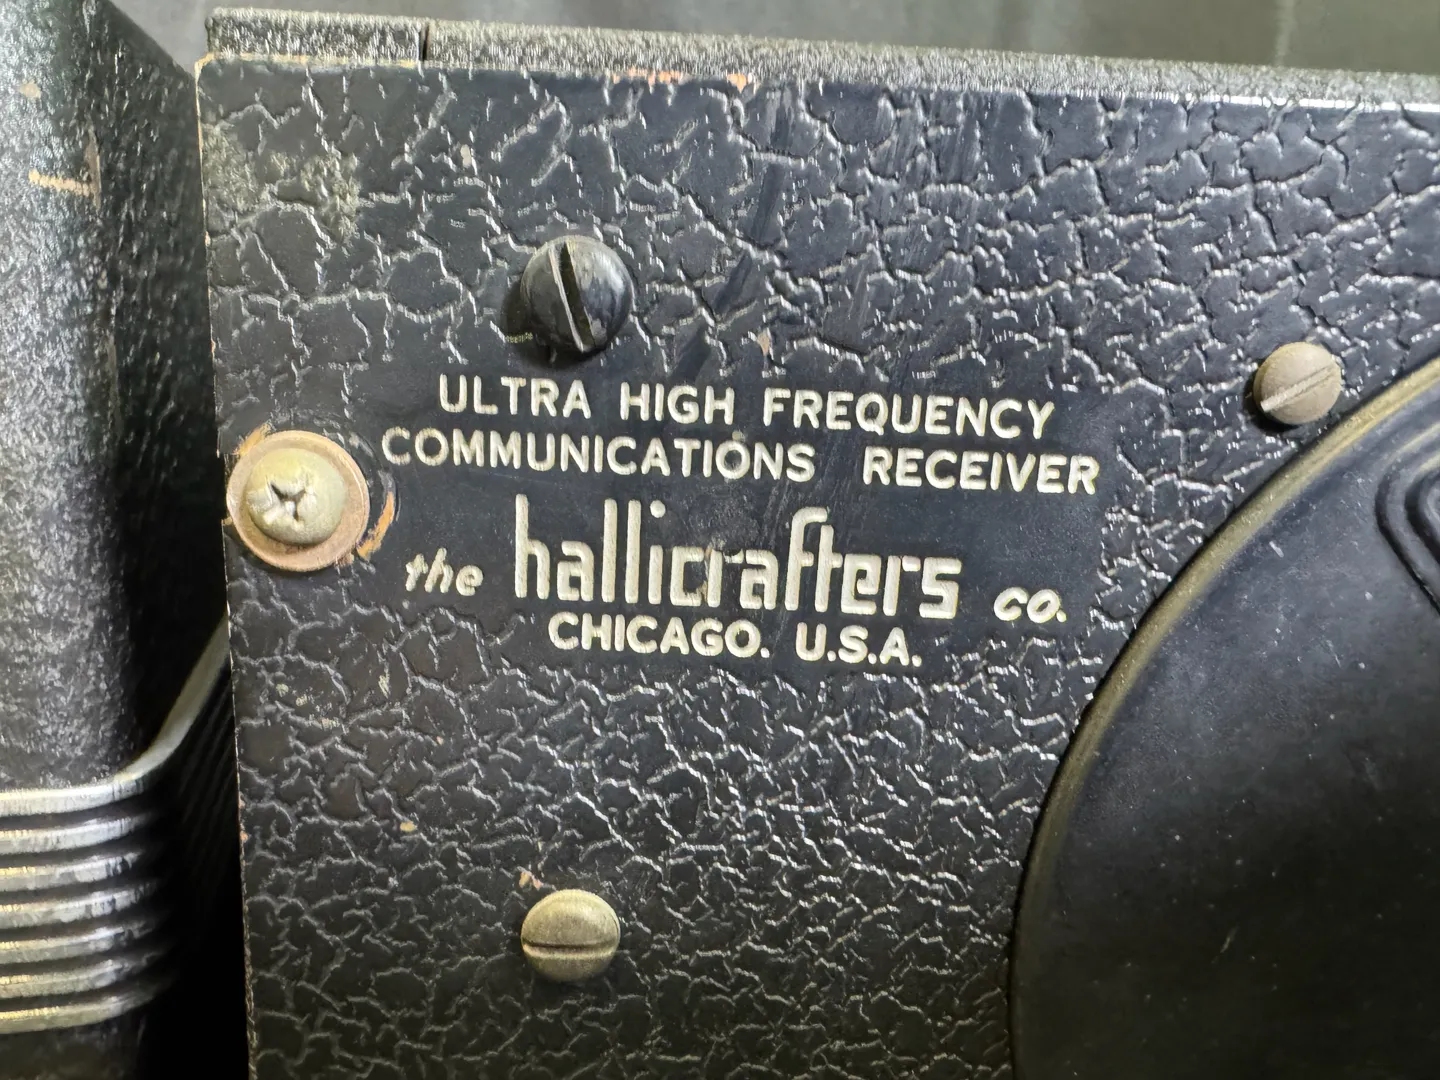 ULTRA HIGH FREQUENCY
COMMUNICATIONS RECEIVER
the hallicrafters co.
CHICAGO. U.S.A.